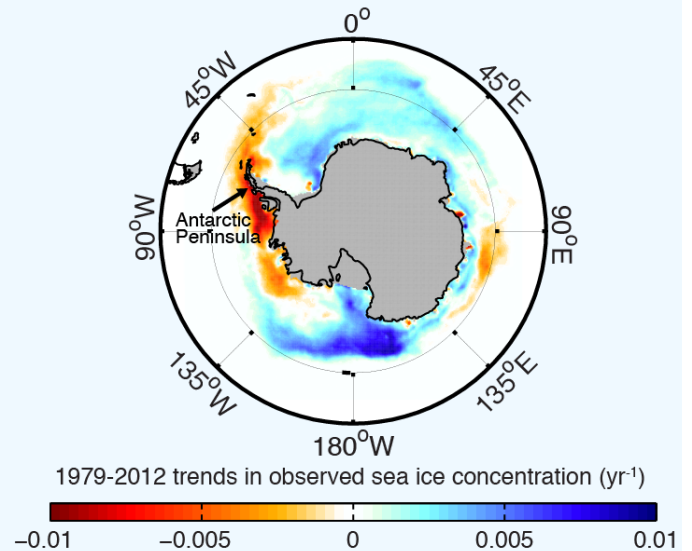 0°
45°W
45°E
Antarctic
Peninsula
90°W
90°E
135°W
135°E
180°W
1979-2012 trends in observed sea ice concentration (yr⁻¹)
−0.01 −0.005 0 0.005 0.01